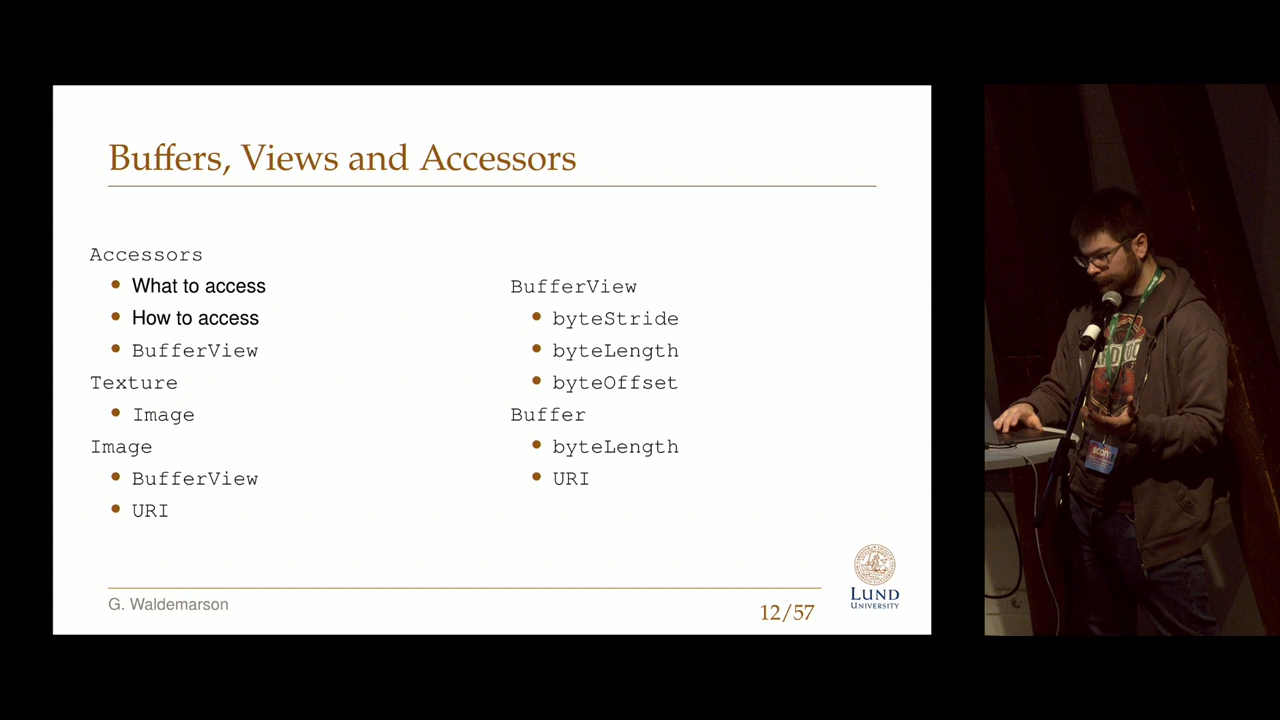 Buffers, Views and Accessors
Accessors
What to access
How to access
BufferView
Texture
Image
Image
BufferView
URI
BufferView
byteStride
byteLength
byteOffset
Buffer
byteLength
URI
G. Waldemarson
12/57
LUND
UNIVERSITY